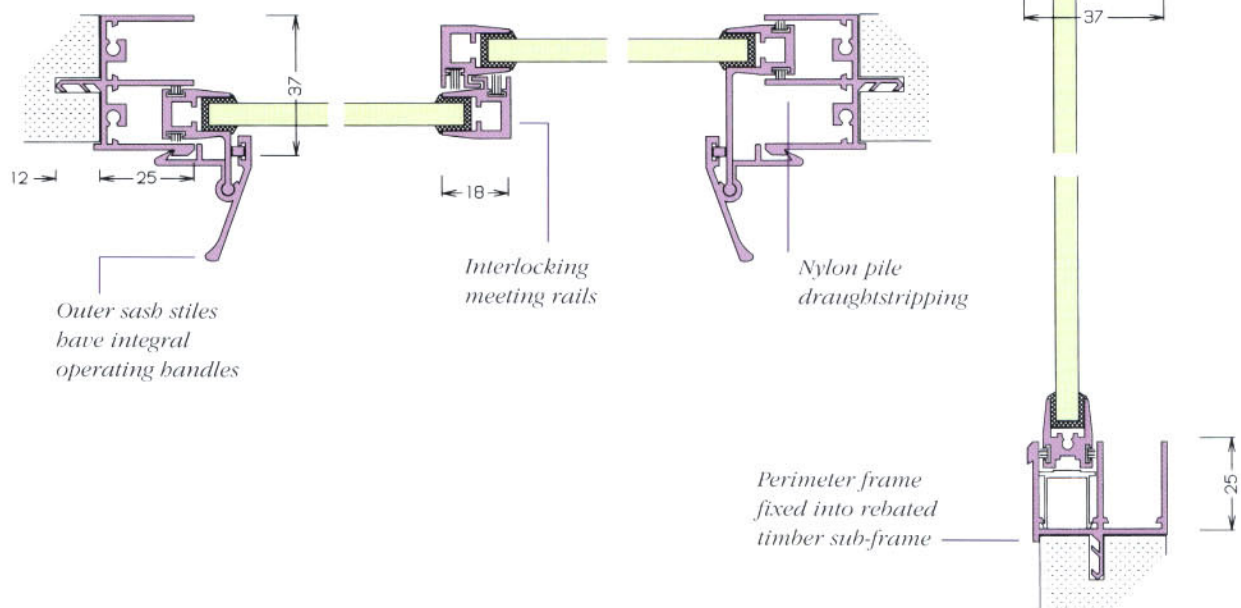 37
37
12
25
18
Outer sash stiles
have integral
operating handles
Interlocking
meeting rails
Nylon pile
draughtstripping
Perimeter frame
fixed into rebated
timber sub-frame
25